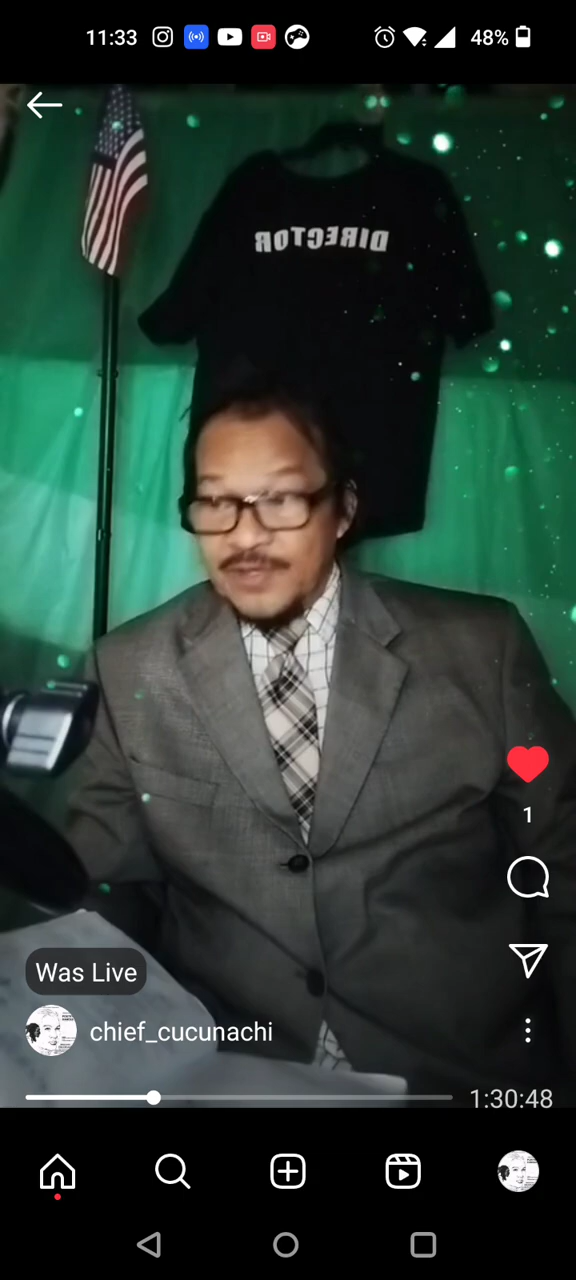 11:33
48%
DIRECTOR
1
Was Live
chief_cucunachi
1:30:48